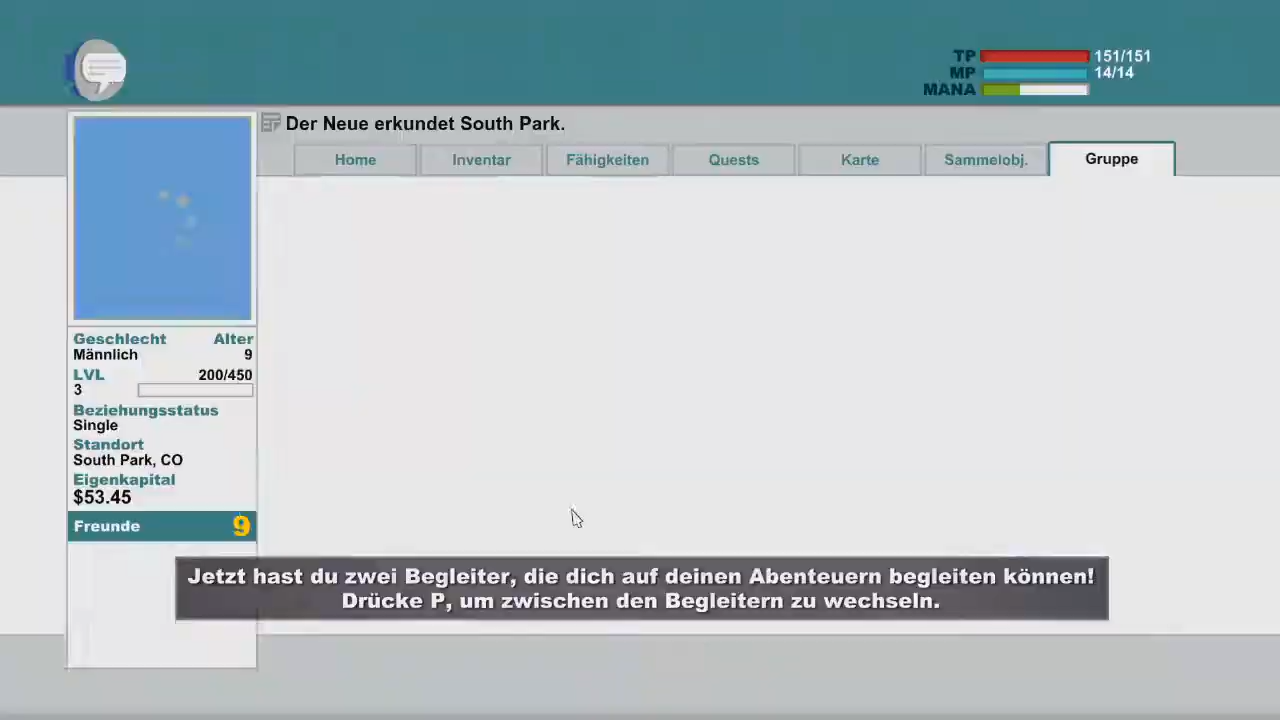 TP 151/151
MP 14/14
MANA
Der Neue erkundet South Park.
Home Inventar Fähigkeiten Quests Karte Sammelobj. Gruppe
Geschlecht Alter
Männlich 9
LVL 200/450
3
Beziehungsstatus
Single
Standort
South Park, CO
Eigenkapital
$53.45
Freunde 9
Jetzt hast du zwei Begleiter, die dich auf deinen Abenteuern begleiten können!
Drücke P, um zwischen den Begleitern zu wechseln.